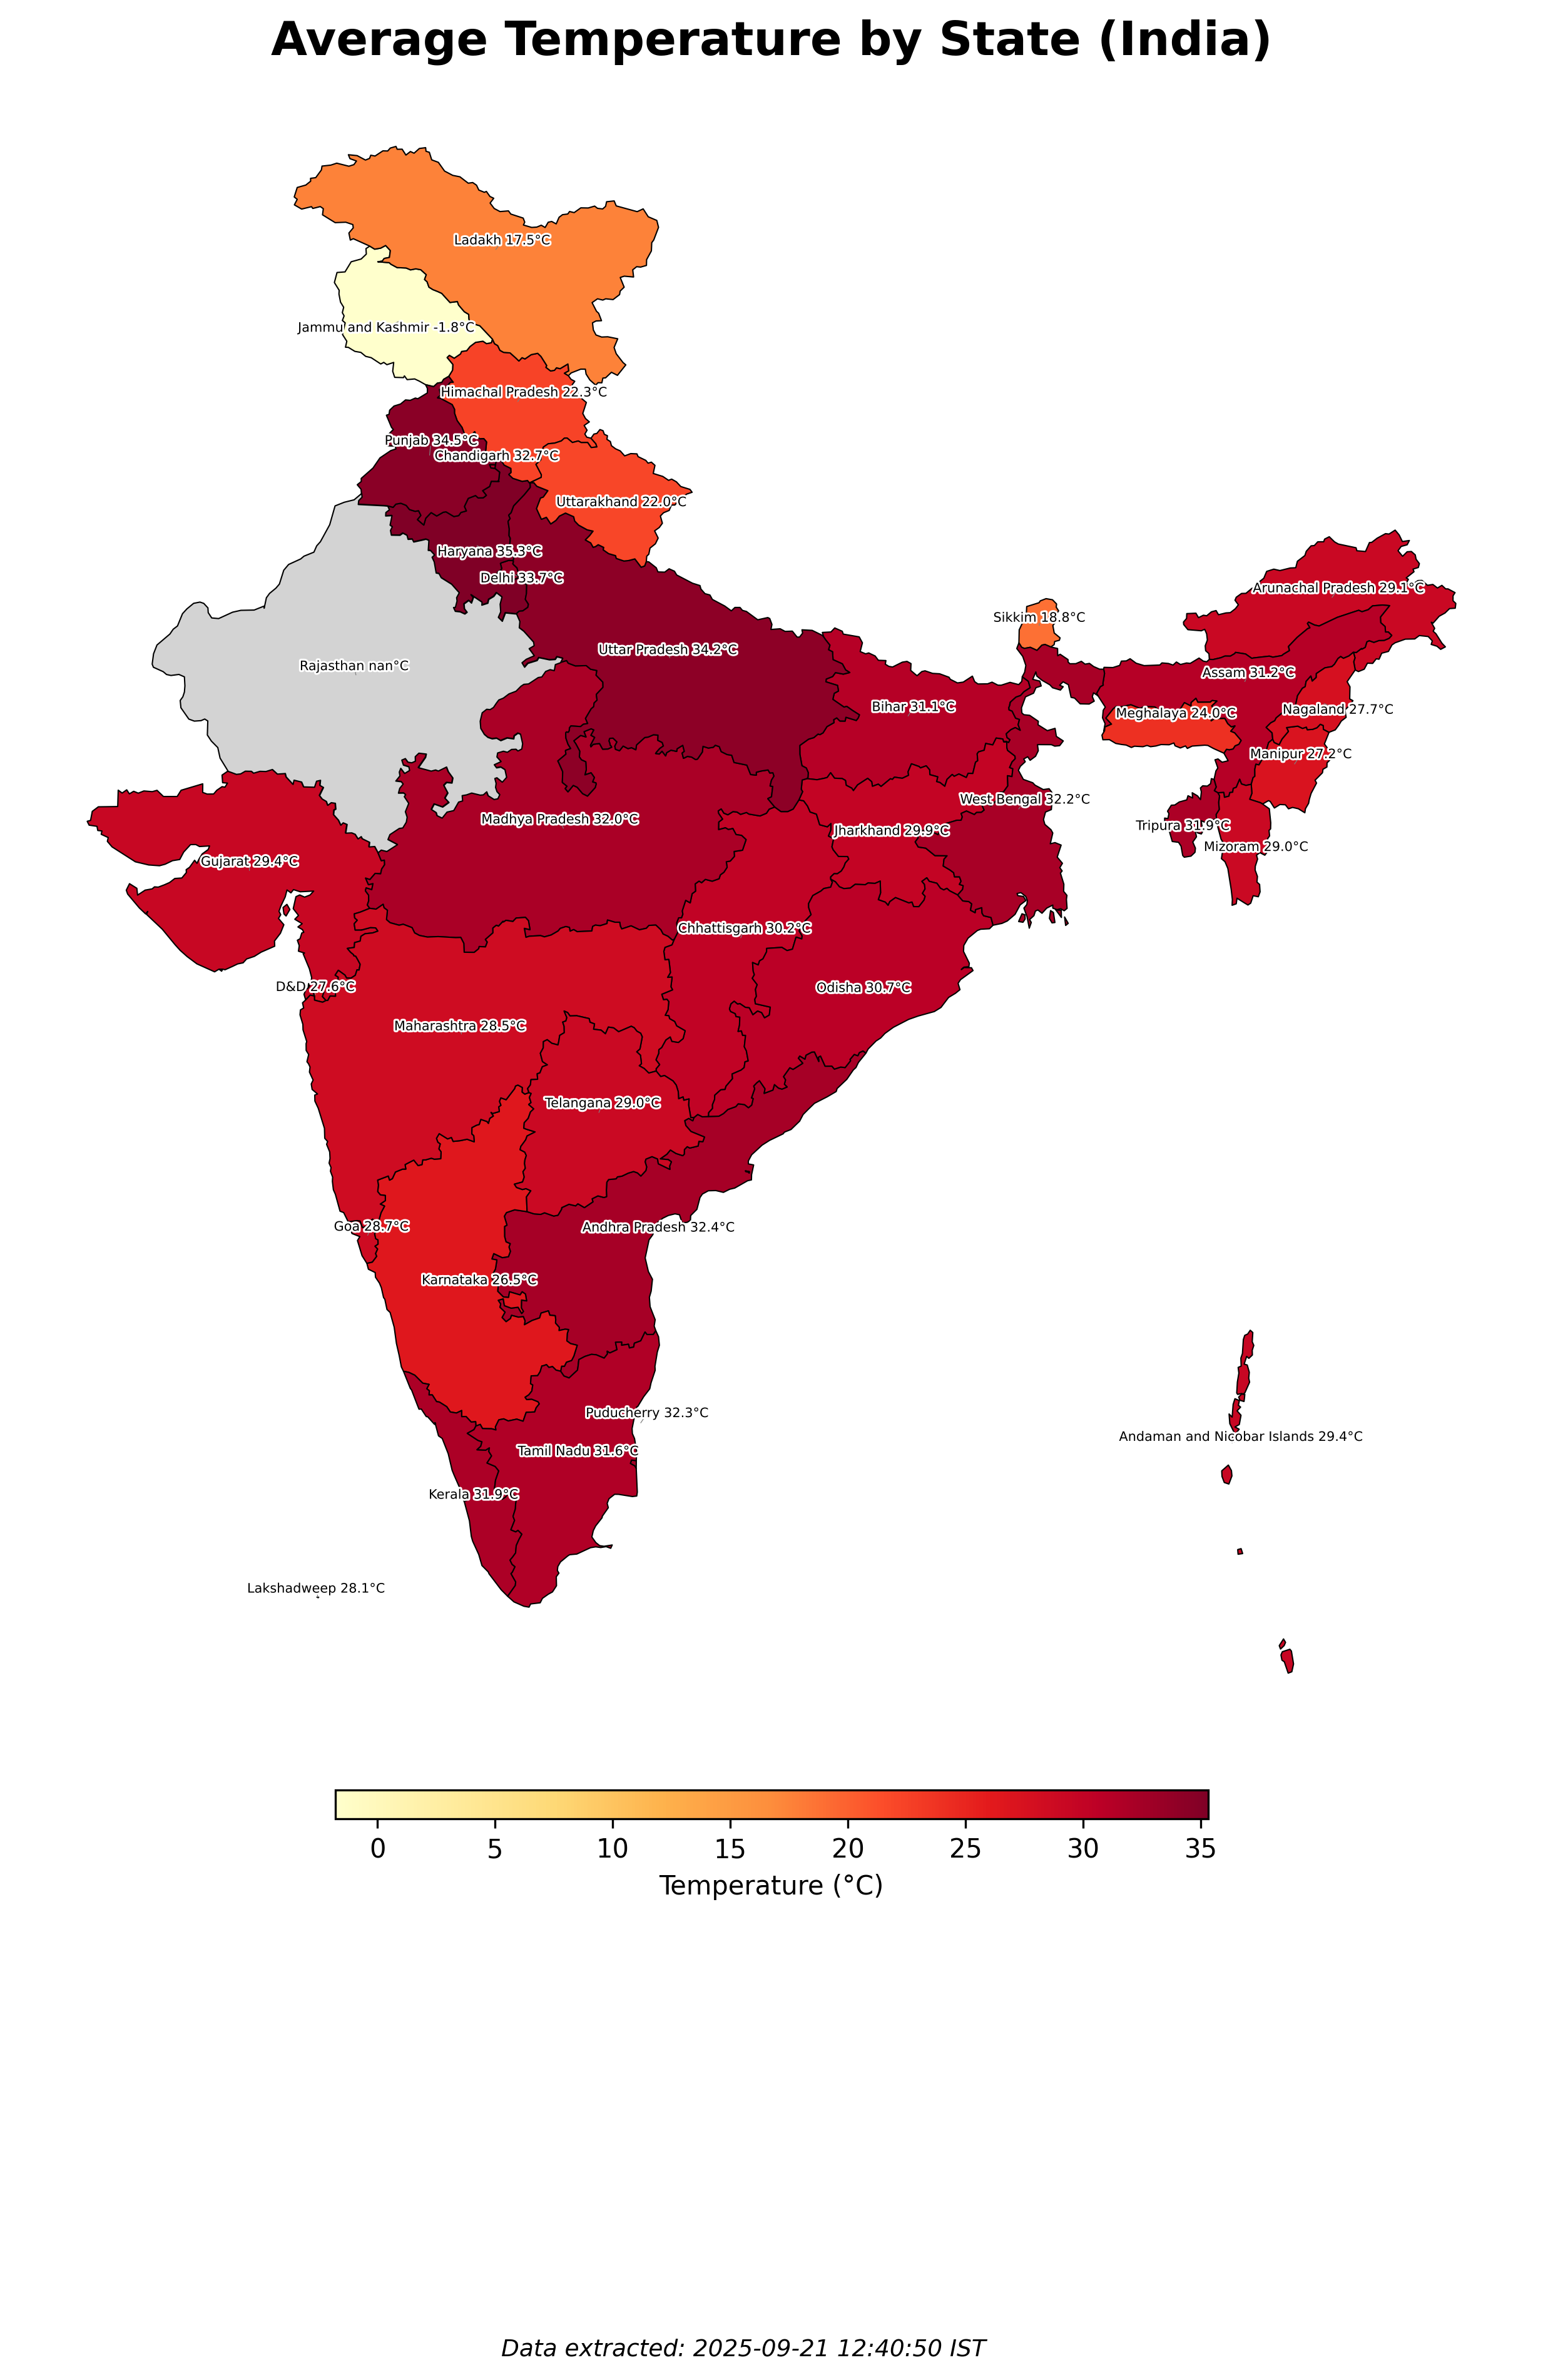 Average Temperature by State (India)
Ladakh 17.5°C
Jammu and Kashmir -1.8°C
Himachal Pradesh 22.3°C
Punjab 34.5°C
Chandigarh 32.7°C
Uttarakhand 22.0°C
Haryana 35.3°C
Delhi 33.7°C
Arunachal Pradesh 29.1°C
Sikkim 18.8°C
Uttar Pradesh 34.2°C
Rajasthan nan°C
Assam 31.2°C
Bihar 31.1°C
Meghalaya 24.0°C
Nagaland 27.7°C
Manipur 27.2°C
West Bengal 32.2°C
Madhya Pradesh 32.0°C
Tripura 31.9°C
Jharkhand 29.9°C
Mizoram 29.0°C
Gujarat 29.4°C
Chhattisgarh 30.2°C
D&D 27.6°C
Odisha 30.7°C
Maharashtra 28.5°C
Telangana 29.0°C
Goa 28.7°C
Andhra Pradesh 32.4°C
Karnataka 26.5°C
Puducherry 32.3°C
Andaman and Nicobar Islands 29.4°C
Tamil Nadu 31.6°C
Kerala 31.9°C
Lakshadweep 28.1°C
0 5 10 15 20 25 30 35
Temperature (°C)
Data extracted: 2025-09-21 12:40:50 IST